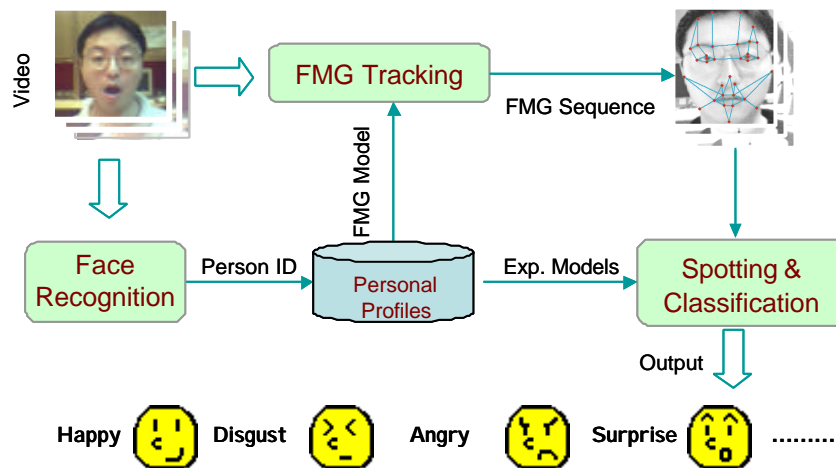 Video
FMG Tracking
FMG Sequence
FMG Model
Face
Recognition
Person ID
Personal
Profiles
Exp. Models
Spotting &
Classification
Output
Happy
Disgust
Angry
Surprise
..........